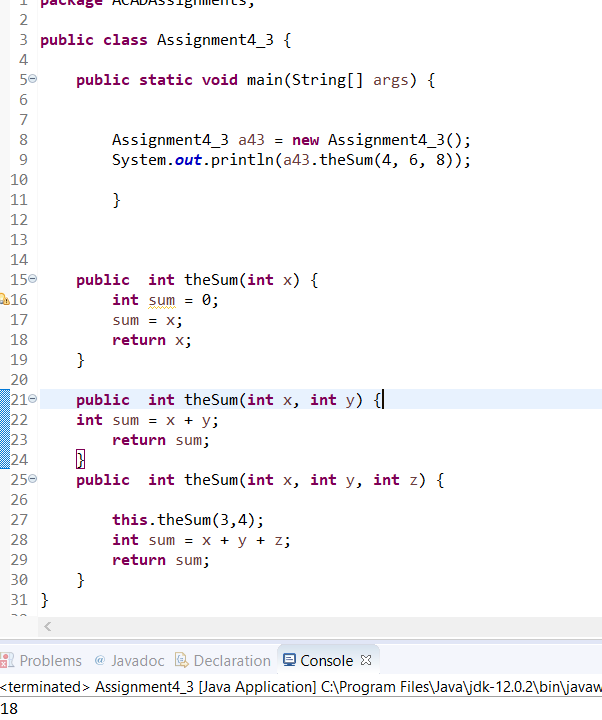 1 package ACADAssignments;
2
3 public class Assignment4_3 {
4
5 public static void main(String[] args) {
6
7
8 Assignment4_3 a43 = new Assignment4_3();
9 System.out.println(a43.theSum(4, 6, 8));
10
11 }
12
13
14
15 public  int theSum(int x) {
16 int sum = 0;
17 sum = x;
18 return x;
19 }
20
21 public  int theSum(int x, int y) {
22 int sum = x + y;
23 return sum;
24 }
25 public  int theSum(int x, int y, int z) {
26
27 this.theSum(3,4);
28 int sum = x + y + z;
29 return sum;
30 }
31 }
Problems @ Javadoc Declaration Console
<terminated> Assignment4_3 [Java Application] C:\Program Files\Java\jdk-12.0.2\bin\javaw
18